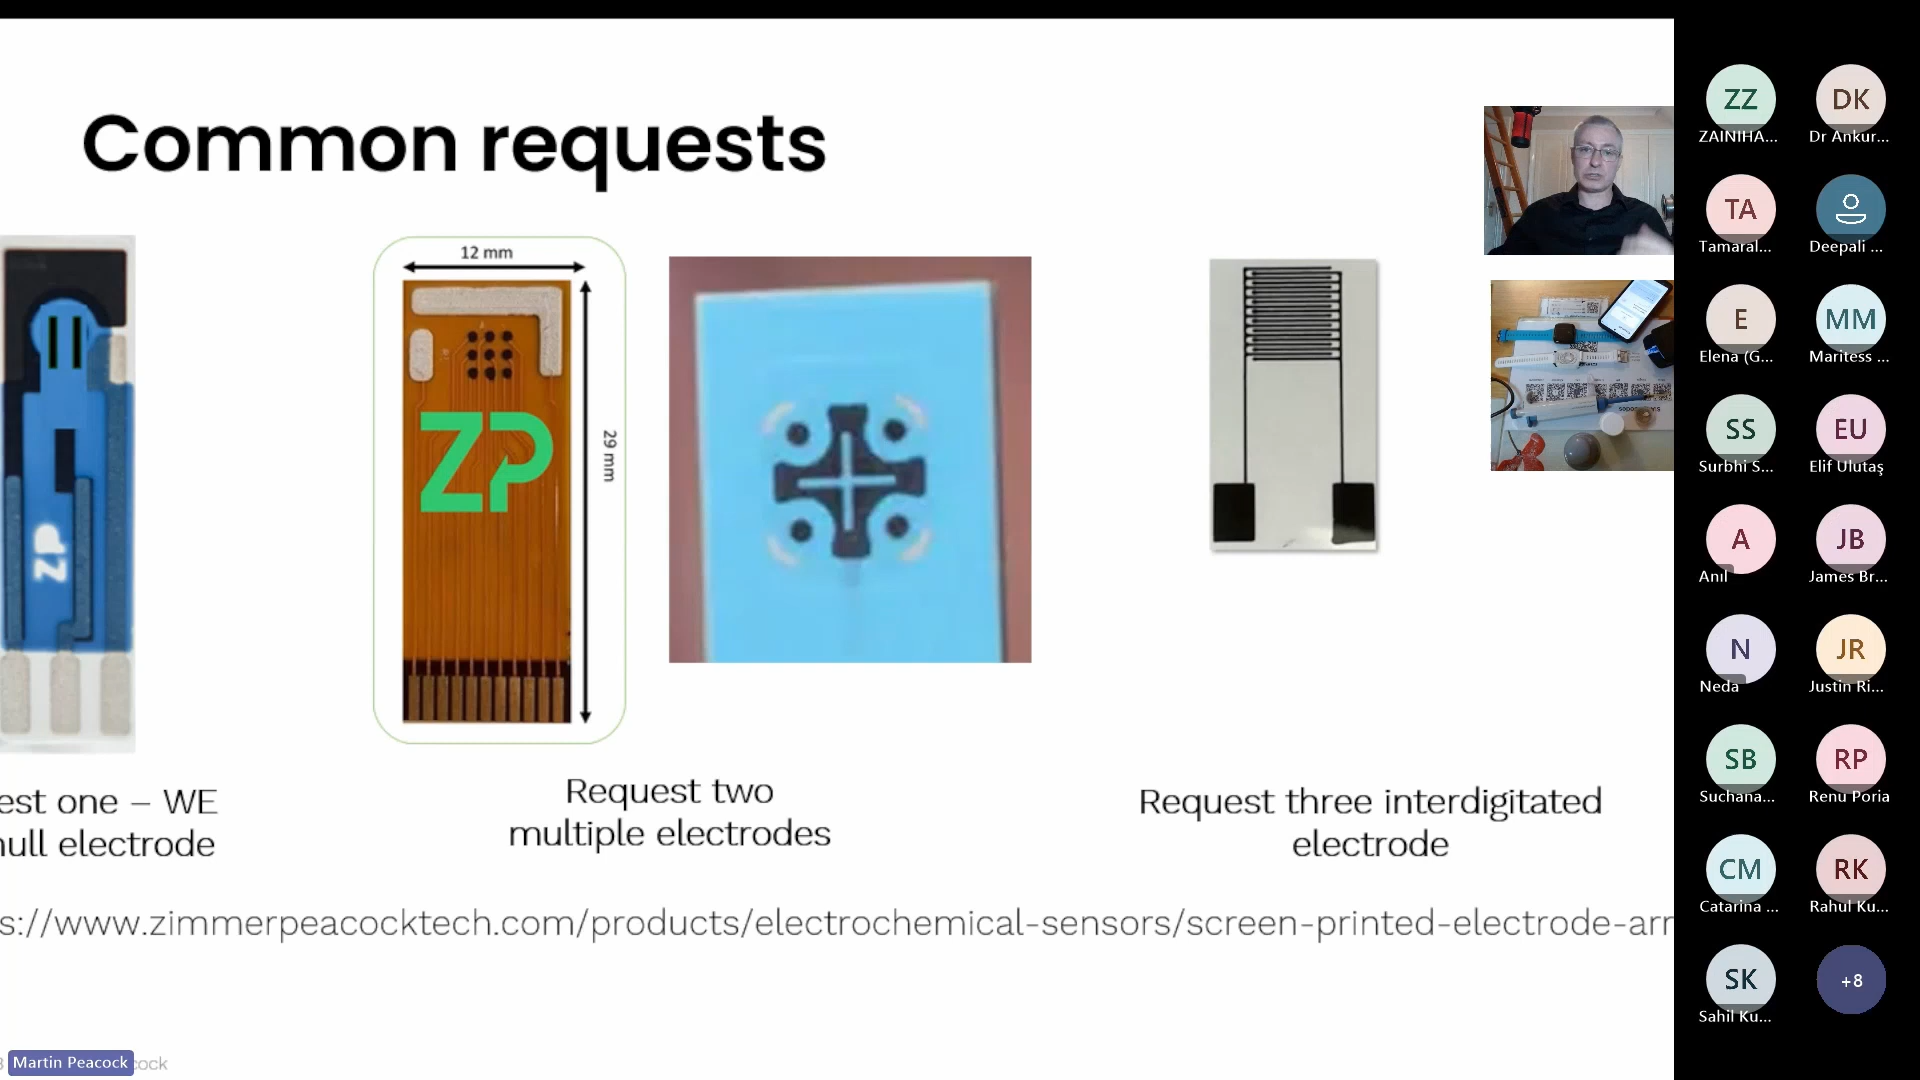 Common requests
12 mm
29 mm
ZP
ZP
est one – WE
null electrode
Request two
multiple electrodes
Request three interdigitated
electrode
s://www.zimmerpeacocktech.com/products/electrochemical-sensors/screen-printed-electrode-arr
Martin Peacock
cock
ZZ
ZAINIHA...
DK
Dr Ankur...
TA
Tamaral...
Deepali ...
E
Elena (G...
MM
Maritess ...
SS
Surbhi S...
EU
Elif Ulutaş
A
Anıl
JB
James Br...
N
Neda
JR
Justin Ri...
SB
Suchana...
RP
Renu Poria
CM
Catarina ...
RK
Rahul Ku...
SK
Sahil Ku...
+8